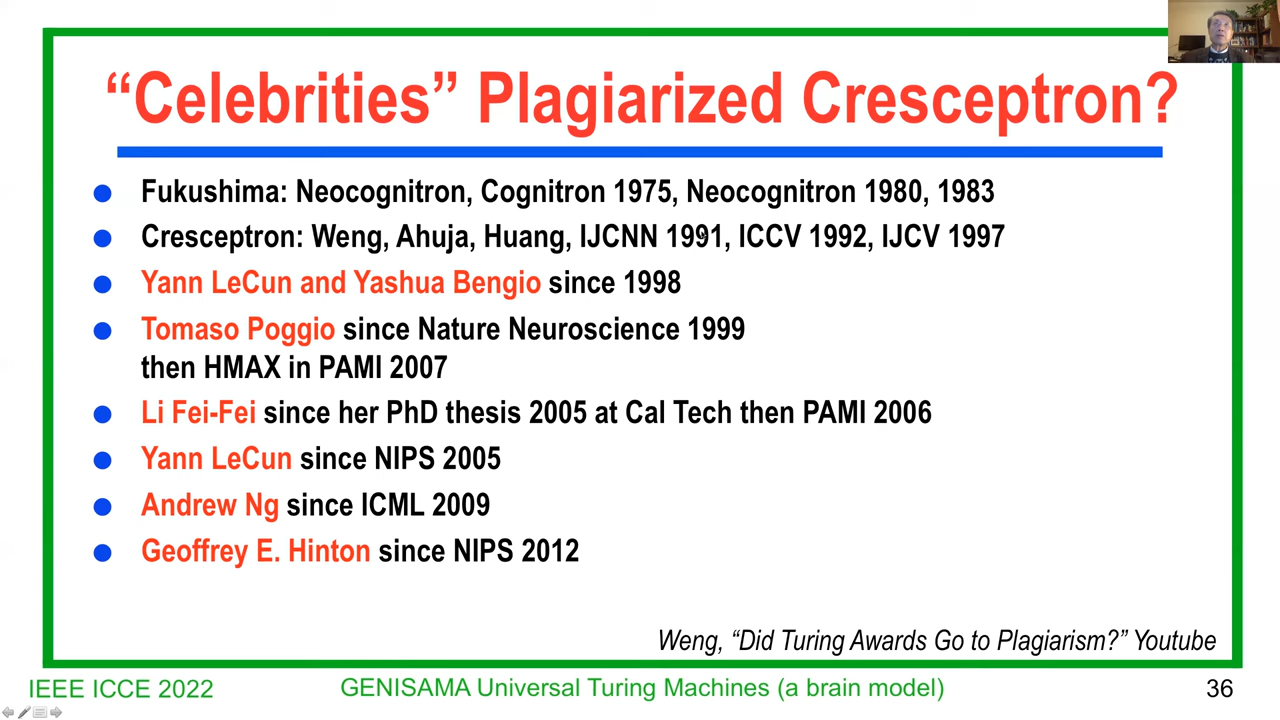 “Celebrities” Plagiarized Cresceptron?
Fukushima: Neocognitron, Cognitron 1975, Neocognitron 1980, 1983
Cresceptron: Weng, Ahuja, Huang, IJCNN 1991, ICCV 1992, IJCV 1997
Yann LeCun and Yashua Bengio since 1998
Tomaso Poggio since Nature Neuroscience 1999
then HMAX in PAMI 2007
Li Fei-Fei since her PhD thesis 2005 at Cal Tech then PAMI 2006
Yann LeCun since NIPS 2005
Andrew Ng since ICML 2009
Geoffrey E. Hinton since NIPS 2012
Weng, “Did Turing Awards Go to Plagiarism?” Youtube
IEEE ICCE 2022
GENISAMA Universal Turing Machines (a brain model)
36